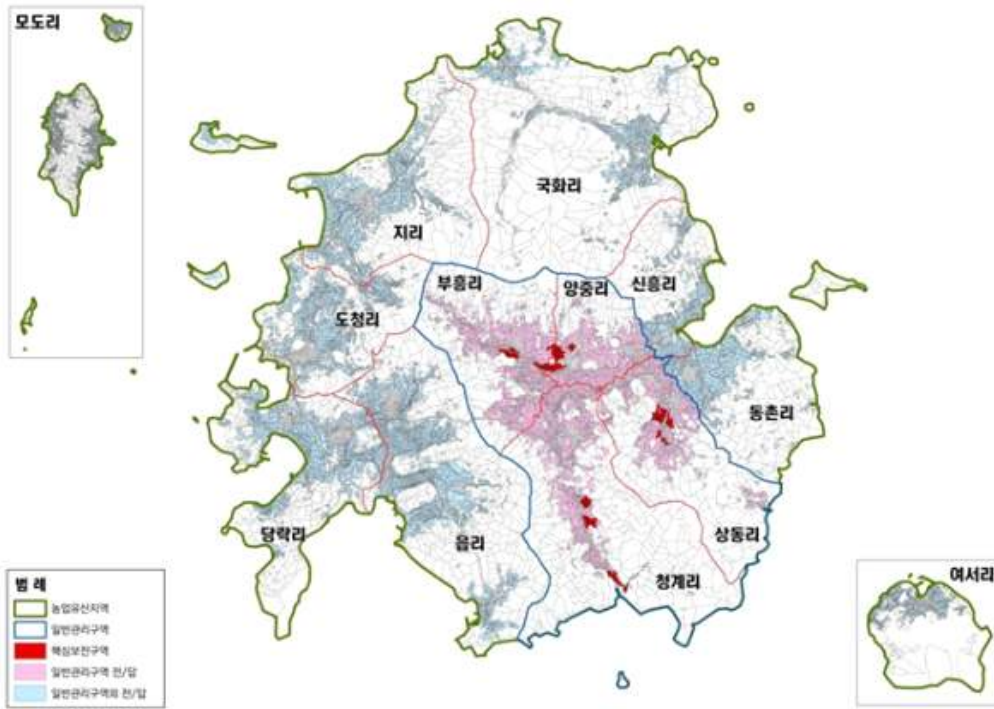 모도리
국화리
지리
부흥리
양중리
신흥리
도청리
동촌리
당락리
읍리
상동리
청계리
여서리
범 례
농업유산지역
일반관리구역
핵심보전구역
일반관리구역 전/답
일반관리구역외 전/답